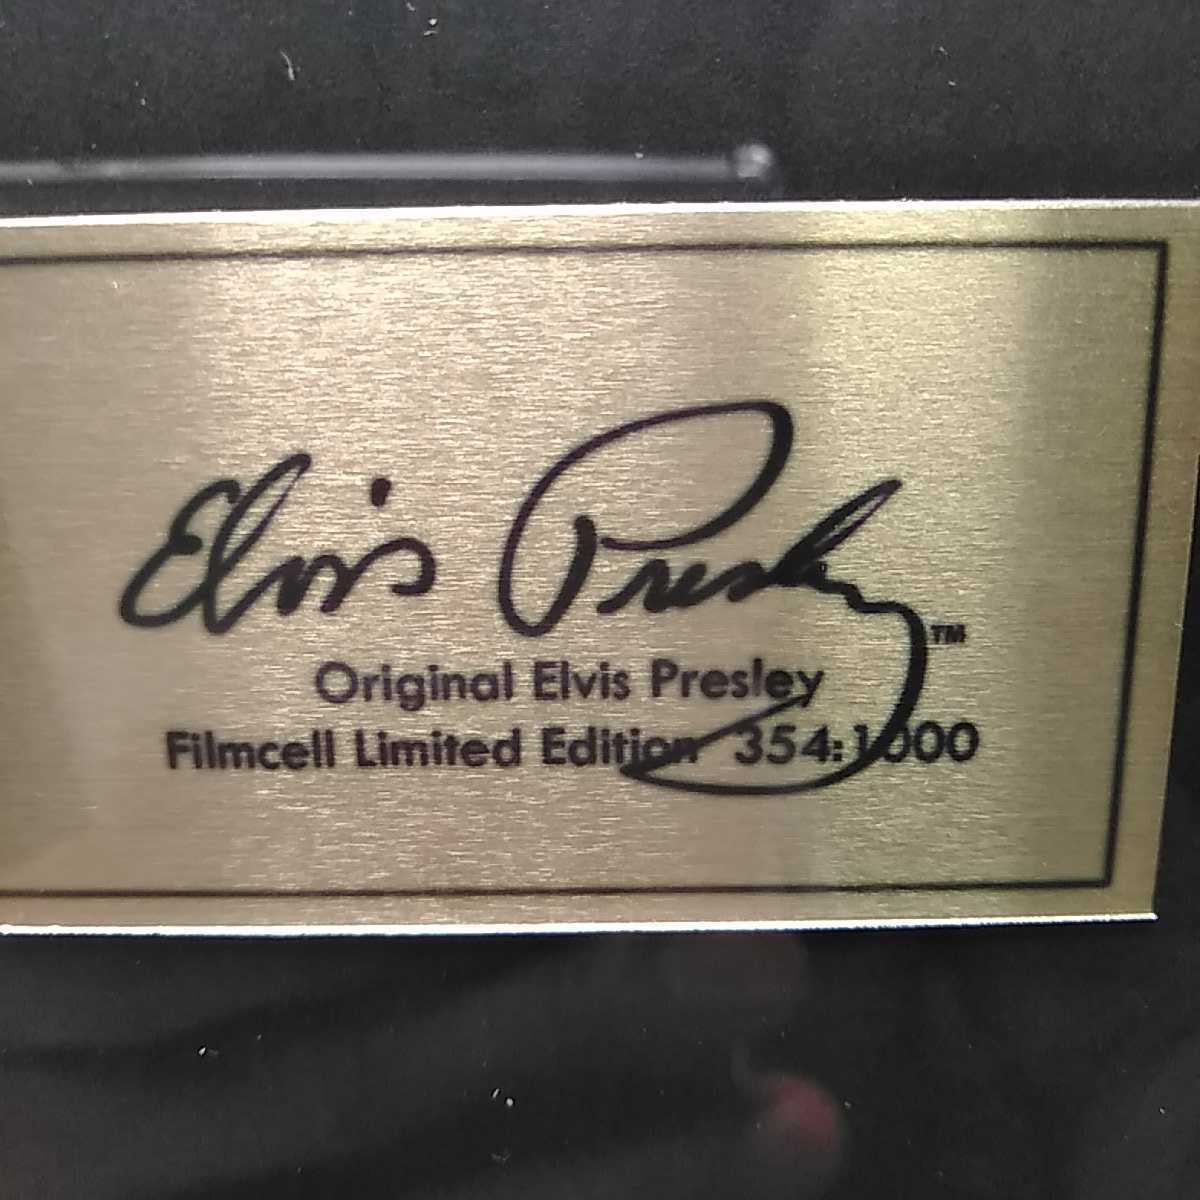 Elvis Presley™
Original Elvis Presley
Filmcell Limited Edition 354:1000